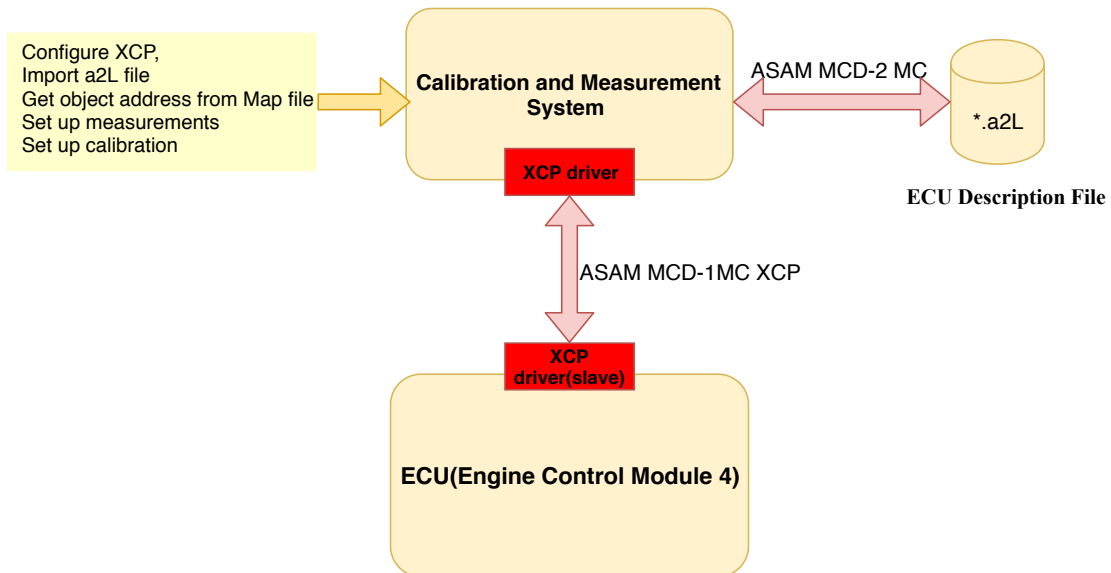 Configure XCP,
Import a2L file
Get object address from Map file
Set up measurements
Set up calibration
Calibration and Measurement
System
ASAM MCD-2 MC
*.a2L
ECU Description File
XCP driver
ASAM MCD-1MC XCP
XCP
driver(slave)
ECU(Engine Control Module 4)